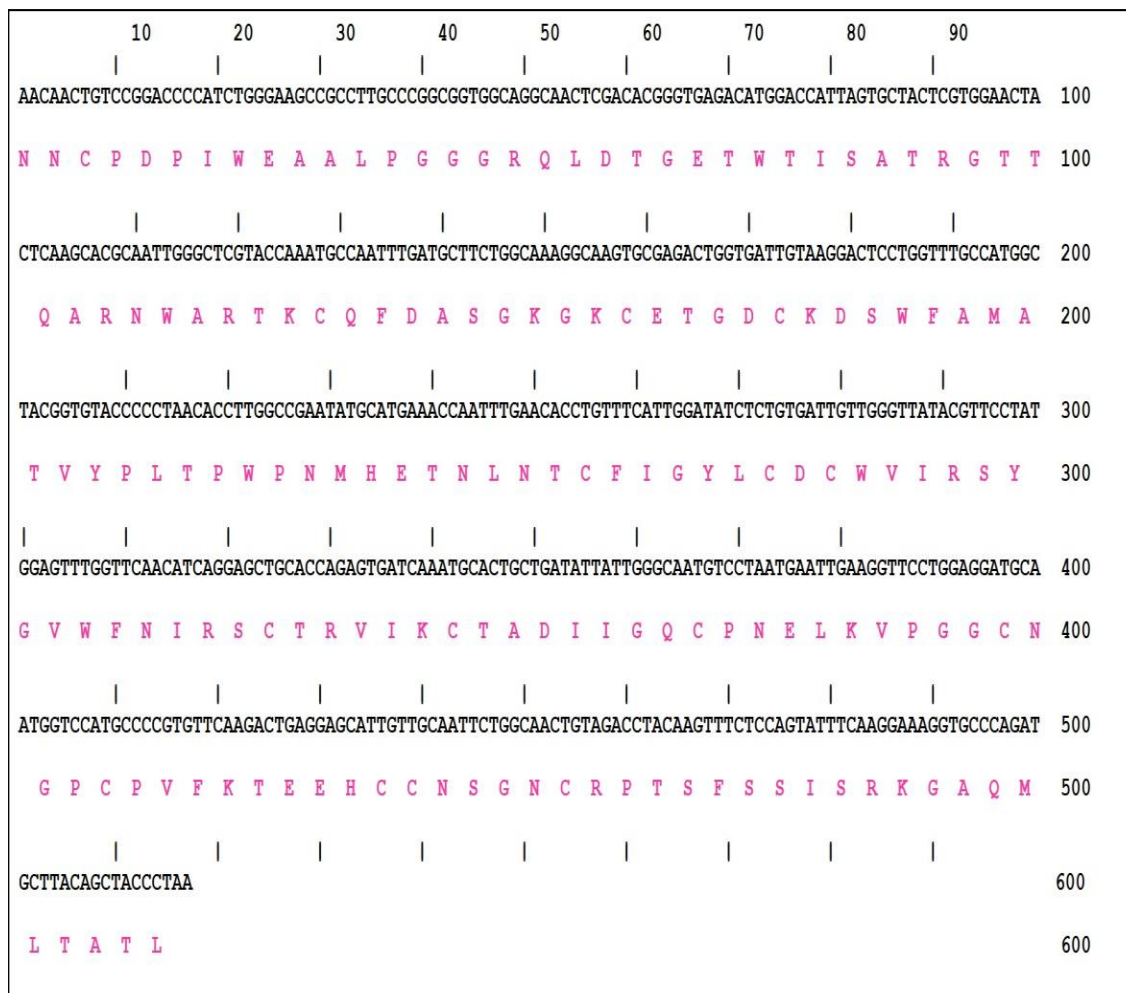 10 20 30 40 50 60 70 80 90
| | | | | | | | |
AACAACTGTCCGGACCCCATCTGGGAAGCCGCCTTGCCCGGCGGTGGCAGGCAACTCGACACGGGTGAGACATGGACCATTAGTGCTACTCGTGGAACTA 100
N N C P D P I W E A A L P G G G R Q L D T G E T W T I S A T R G T T 100
| | | | | | | | |
CTCAAGCACGCAATTGGGCTCGTACCAAATGCCAATTTGATGCTTCTGGCAAAGGCAAGTGCGAGACTGGTGATTGTAAGGACTCCTGGTTTGCCATGGC 200
Q A R N W A R T K C Q F D A S G K G K C E T G D C K D S W F A M A 200
| | | | | | | | |
TACGGTGTACCCCCTAACACCTTGGCCGAATATGCATGAAACCAATTTGAACACCTGTTTCATTGGATATCTCTGTGATTGTTGGGTTATACGTTCCTAT 300
T V Y P L T P W P N M H E T N L N T C F I G Y L C D C W V I R S Y 300
| | | | | | | | |
GGAGTTTGGTTCAACATCAGGAGCTGCACCAGAGTGATCAAATGCACTGCTGATATTATTGGGCAATGTCCTAATGAATTGAAGGTTCCTGGAGGATGCA 400
G V W F N I R S C T R V I K C T A D I I G Q C P N E L K V P G G C N 400
| | | | | | | | |
ATGGTCCATGCCCCGTGTTCAAGACTGAGGAGCATTGTTGCAATTCTGGCAACTGTAGACCTACAAGTTTCTCCAGTATTTCAAGGAAAGGTGCCCAGAT 500
G P C P V F K T E E H C C N S G N C R P T S F S S I S R K G A Q M 500
| | | | | | | | |
GCTTACAGCTACCCTAA 600
L T A T L 600